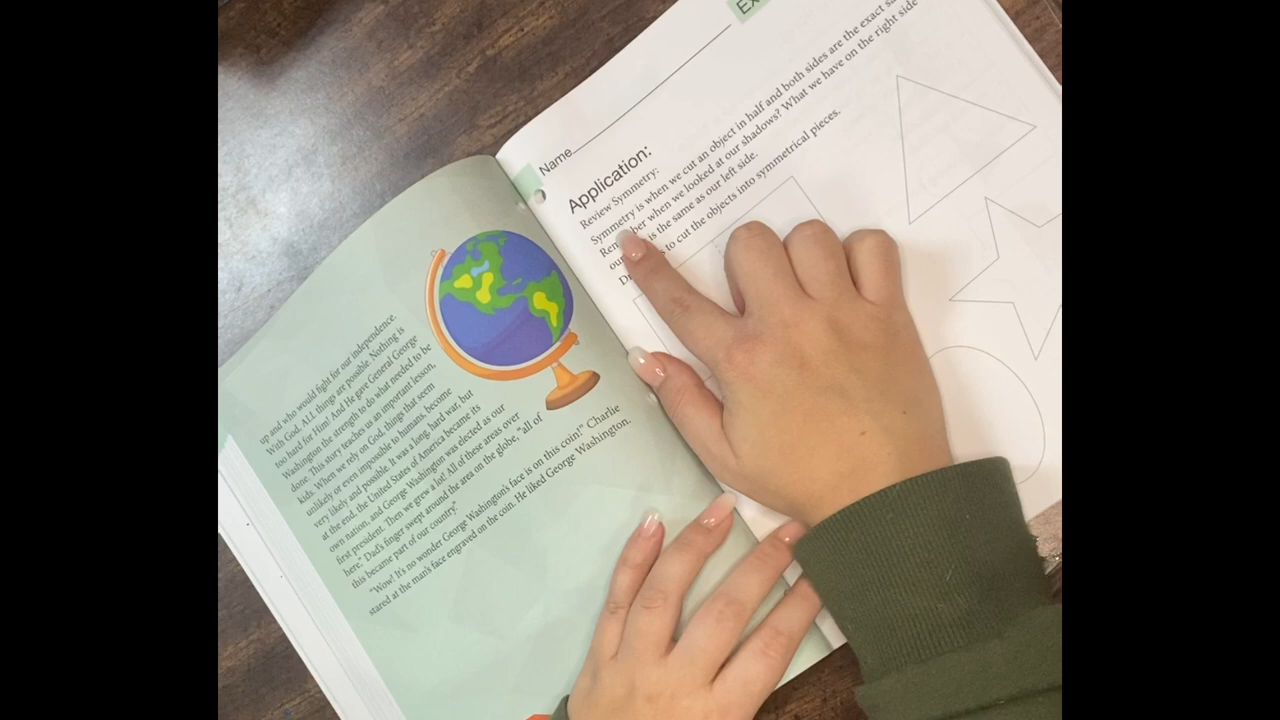 up and who would fight for our independence.
With God, ALL things are possible. Nothing is
too hard for Him! And He gave General George
Washington the strength to do what needed to be
done. This story teaches us an important lesson,
kids. When we rely on God, things that seem
unlikely or even impossible to humans, become
very likely and possible. It was a long, hard war, but
at the end, the United States of America became its
own nation, and George Washington was elected as our
first president. Then we grew a lot! All of these areas over
here," Dad's finger swept around the area on the globe, "all of
this became part of our country."
"Wow! It's no wonder George Washington's face is on this coin!" Charlie
stared at the man's face engraved on the coin. He liked George Washington.
Ex
Name
Application:
Review Symmetry:
Symmetry is when we cut an object in half and both sides are the exact
when we looked at our shadows? What we have on the right side
is the same as our left side.
to cut the objects into symmetrical pieces.